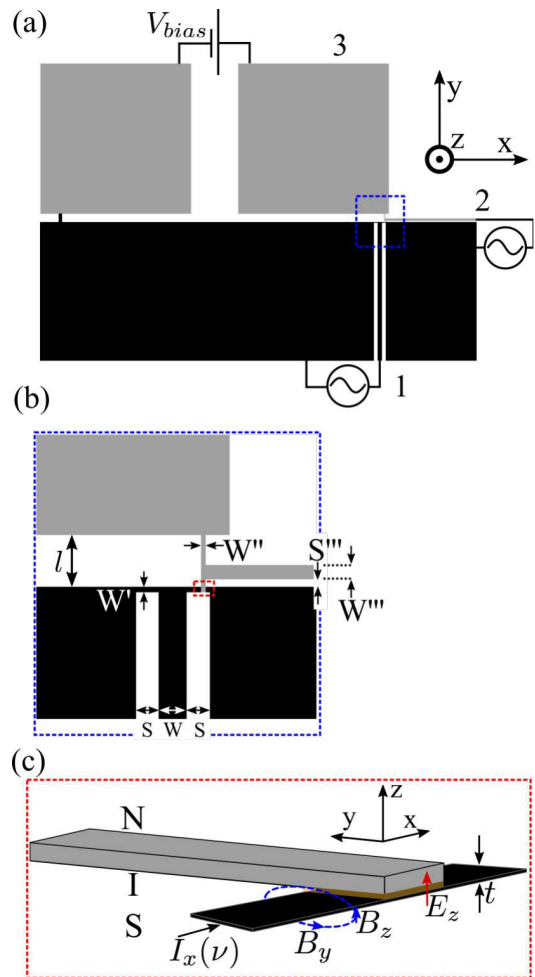 (a)
V_bias
3
y
z x
2
1
(b)
l
W" S'''
W' W'''
S W S
(c)
N z
y x
I
t
S E_z
B_z
I_x(ν) B_y